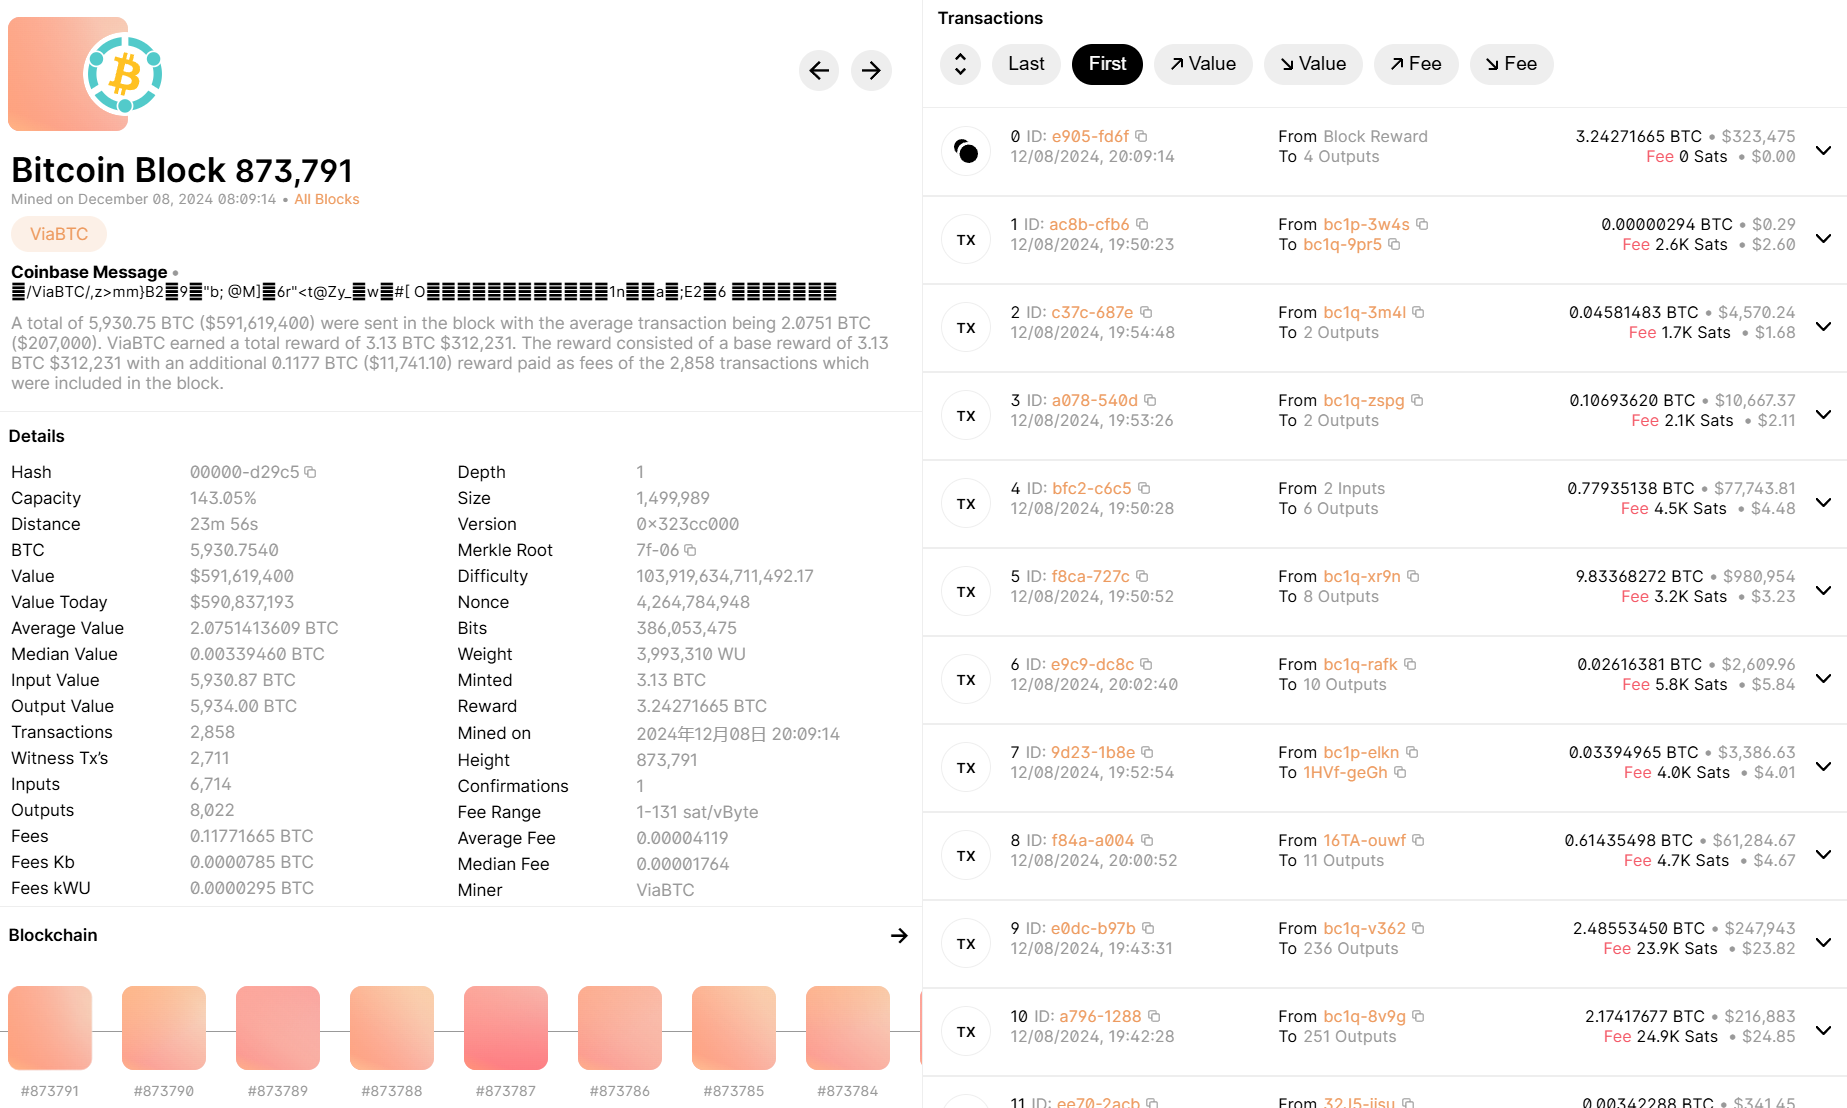 Bitcoin Block 873,791
Mined on December 08, 2024 08:09:14 • All Blocks
ViaBTC
Coinbase Message •
/ViaBTC/,z>mm}B2 9 "b; @M] 6r"<t@Zy_ w #[ O 1n a ;E2 6
A total of 5,930.75 BTC ($591,619,400) were sent in the block with the average transaction being 2.0751 BTC
($207,000). ViaBTC earned a total reward of 3.13 BTC $312,231. The reward consisted of a base reward of 3.13
BTC $312,231 with an additional 0.1177 BTC ($11,741.10) reward paid as fees of the 2,858 transactions which
were included in the block.
Details
Hash 00000-d29c5
Capacity 143.05%
Distance 23m 56s
BTC 5,930.7540
Value $591,619,400
Value Today $590,837,193
Average Value 2.0751413609 BTC
Median Value 0.00339460 BTC
Input Value 5,930.87 BTC
Output Value 5,934.00 BTC
Transactions 2,858
Witness Tx's 2,711
Inputs 6,714
Outputs 8,022
Fees 0.11771665 BTC
Fees Kb 0.0000785 BTC
Fees kWU 0.0000295 BTC
Depth 1
Size 1,499,989
Version 0×323cc000
Merkle Root 7f-06
Difficulty 103,919,634,711,492.17
Nonce 4,264,784,948
Bits 386,053,475
Weight 3,993,310 WU
Minted 3.13 BTC
Reward 3.24271665 BTC
Mined on 2024年12月08日 20:09:14
Height 873,791
Confirmations 1
Fee Range 1-131 sat/vByte
Average Fee 0.00004119
Median Fee 0.00001764
Miner ViaBTC
Blockchain
#873791 #873790 #873789 #873788 #873787 #873786 #873785 #873784
Transactions
Last First ↗ Value ↘ Value ↗ Fee ↘ Fee
0 ID: e905-fd6f From Block Reward 3.24271665 BTC • $323,475
12/08/2024, 20:09:14 To 4 Outputs Fee 0 Sats • $0.00
TX
1 ID: ac8b-cfb6 From bc1p-3w4s 0.00000294 BTC • $0.29
12/08/2024, 19:50:23 To bc1q-9pr5 Fee 2.6K Sats • $2.60
TX
2 ID: c37c-687e From bc1q-3m4l 0.04581483 BTC • $4,570.24
12/08/2024, 19:54:48 To 2 Outputs Fee 1.7K Sats • $1.68
TX
3 ID: a078-540d From bc1q-zspg 0.10693620 BTC • $10,667.37
12/08/2024, 19:53:26 To 2 Outputs Fee 2.1K Sats • $2.11
TX
4 ID: bfc2-c6c5 From 2 Inputs 0.77935138 BTC • $77,743.81
12/08/2024, 19:50:28 To 6 Outputs Fee 4.5K Sats • $4.48
TX
5 ID: f8ca-727c From bc1q-xr9n 9.83368272 BTC • $980,954
12/08/2024, 19:50:52 To 8 Outputs Fee 3.2K Sats • $3.23
TX
6 ID: e9c9-dc8c From bc1q-rafk 0.02616381 BTC • $2,609.96
12/08/2024, 20:02:40 To 10 Outputs Fee 5.8K Sats • $5.84
TX
7 ID: 9d23-1b8e From bc1p-elkn 0.03394965 BTC • $3,386.63
12/08/2024, 19:52:54 To 1HVf-geGh Fee 4.0K Sats • $4.01
TX
8 ID: f84a-a004 From 16TA-ouwf 0.61435498 BTC • $61,284.67
12/08/2024, 20:00:52 To 11 Outputs Fee 4.7K Sats • $4.67
TX
9 ID: e0dc-b97b From bc1q-v362 2.48553450 BTC • $247,943
12/08/2024, 19:43:31 To 236 Outputs Fee 23.9K Sats • $23.82
TX
10 ID: a796-1288 From bc1q-8v9g 2.17417677 BTC • $216,883
12/08/2024, 19:42:28 To 251 Outputs Fee 24.9K Sats • $24.85
11 ID: ee70-2acb From 32J5-jjsu 0.00342288 BTC • $341.45